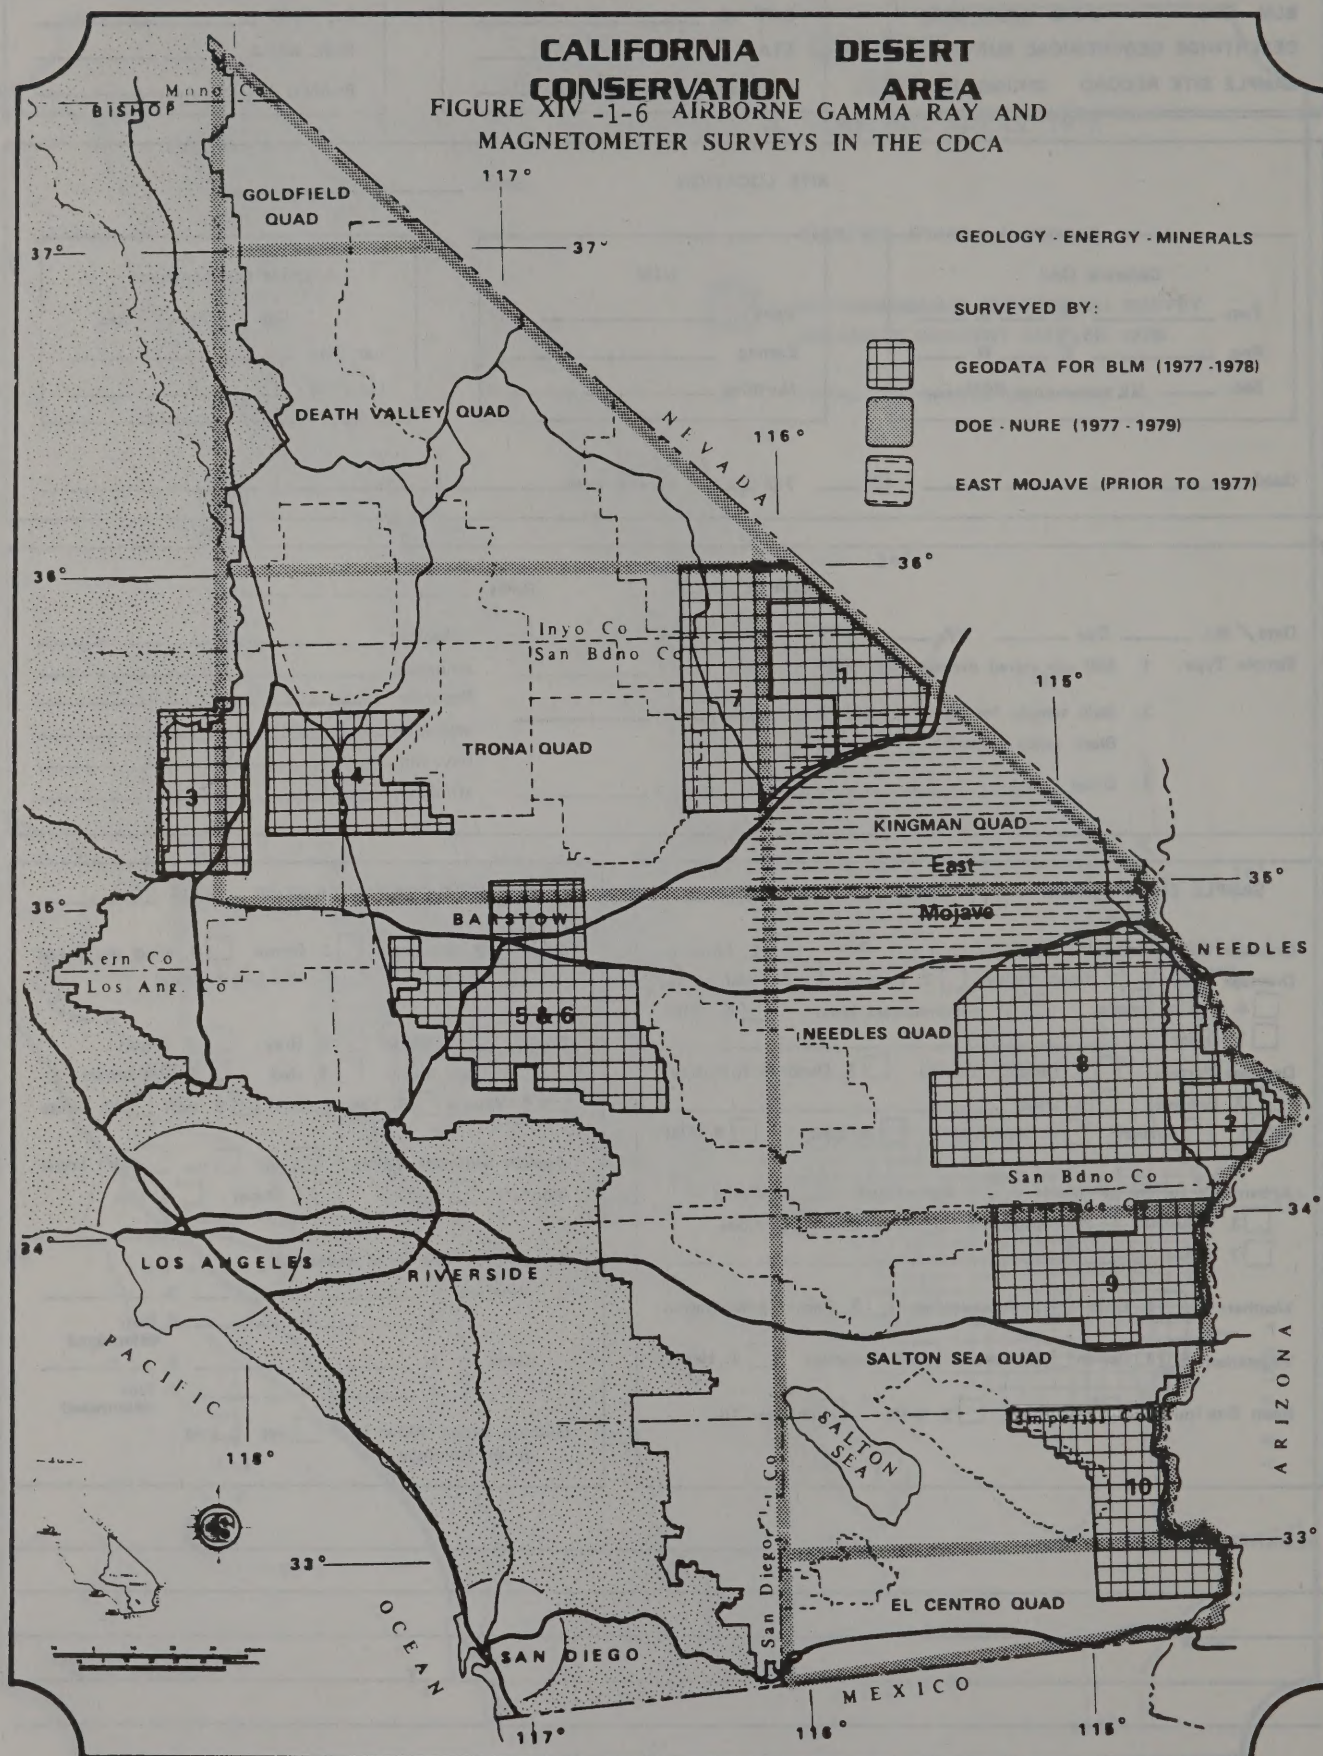 CALIFORNIA DESERT
CONSERVATION AREA
FIGURE XIV -1-6 AIRBORNE GAMMA RAY AND
MAGNETOMETER SURVEYS IN THE CDCA
Mono Co
BISHOP
GOLDFIELD
QUAD
117°
37°
37°
GEOLOGY - ENERGY - MINERALS
SURVEYED BY:
GEODATA FOR BLM (1977-1978)
DOE - NURE (1977 - 1979)
EAST MOJAVE (PRIOR TO 1977)
DEATH VALLEY QUAD
NEVADA
116°
36°
36°
Inyo Co
San Bdno Co
1
7
115°
TRONA QUAD
3
4
KINGMAN QUAD
East
Mojave
35°
35°
BARSTOW
NEEDLES
Kern Co
Los Ang. Co
5 & 6
NEEDLES QUAD
8
2
San Bdno Co
Riverside Co
34°
34°
LOS ANGELES
RIVERSIDE
9
PACIFIC
SALTON SEA QUAD
ARIZONA
Imperial Co
SALTON
SEA
118°
10
San Diego Co
33°
33°
OCEAN
EL CENTRO QUAD
SAN DIEGO
MEXICO
117°
116°
115°